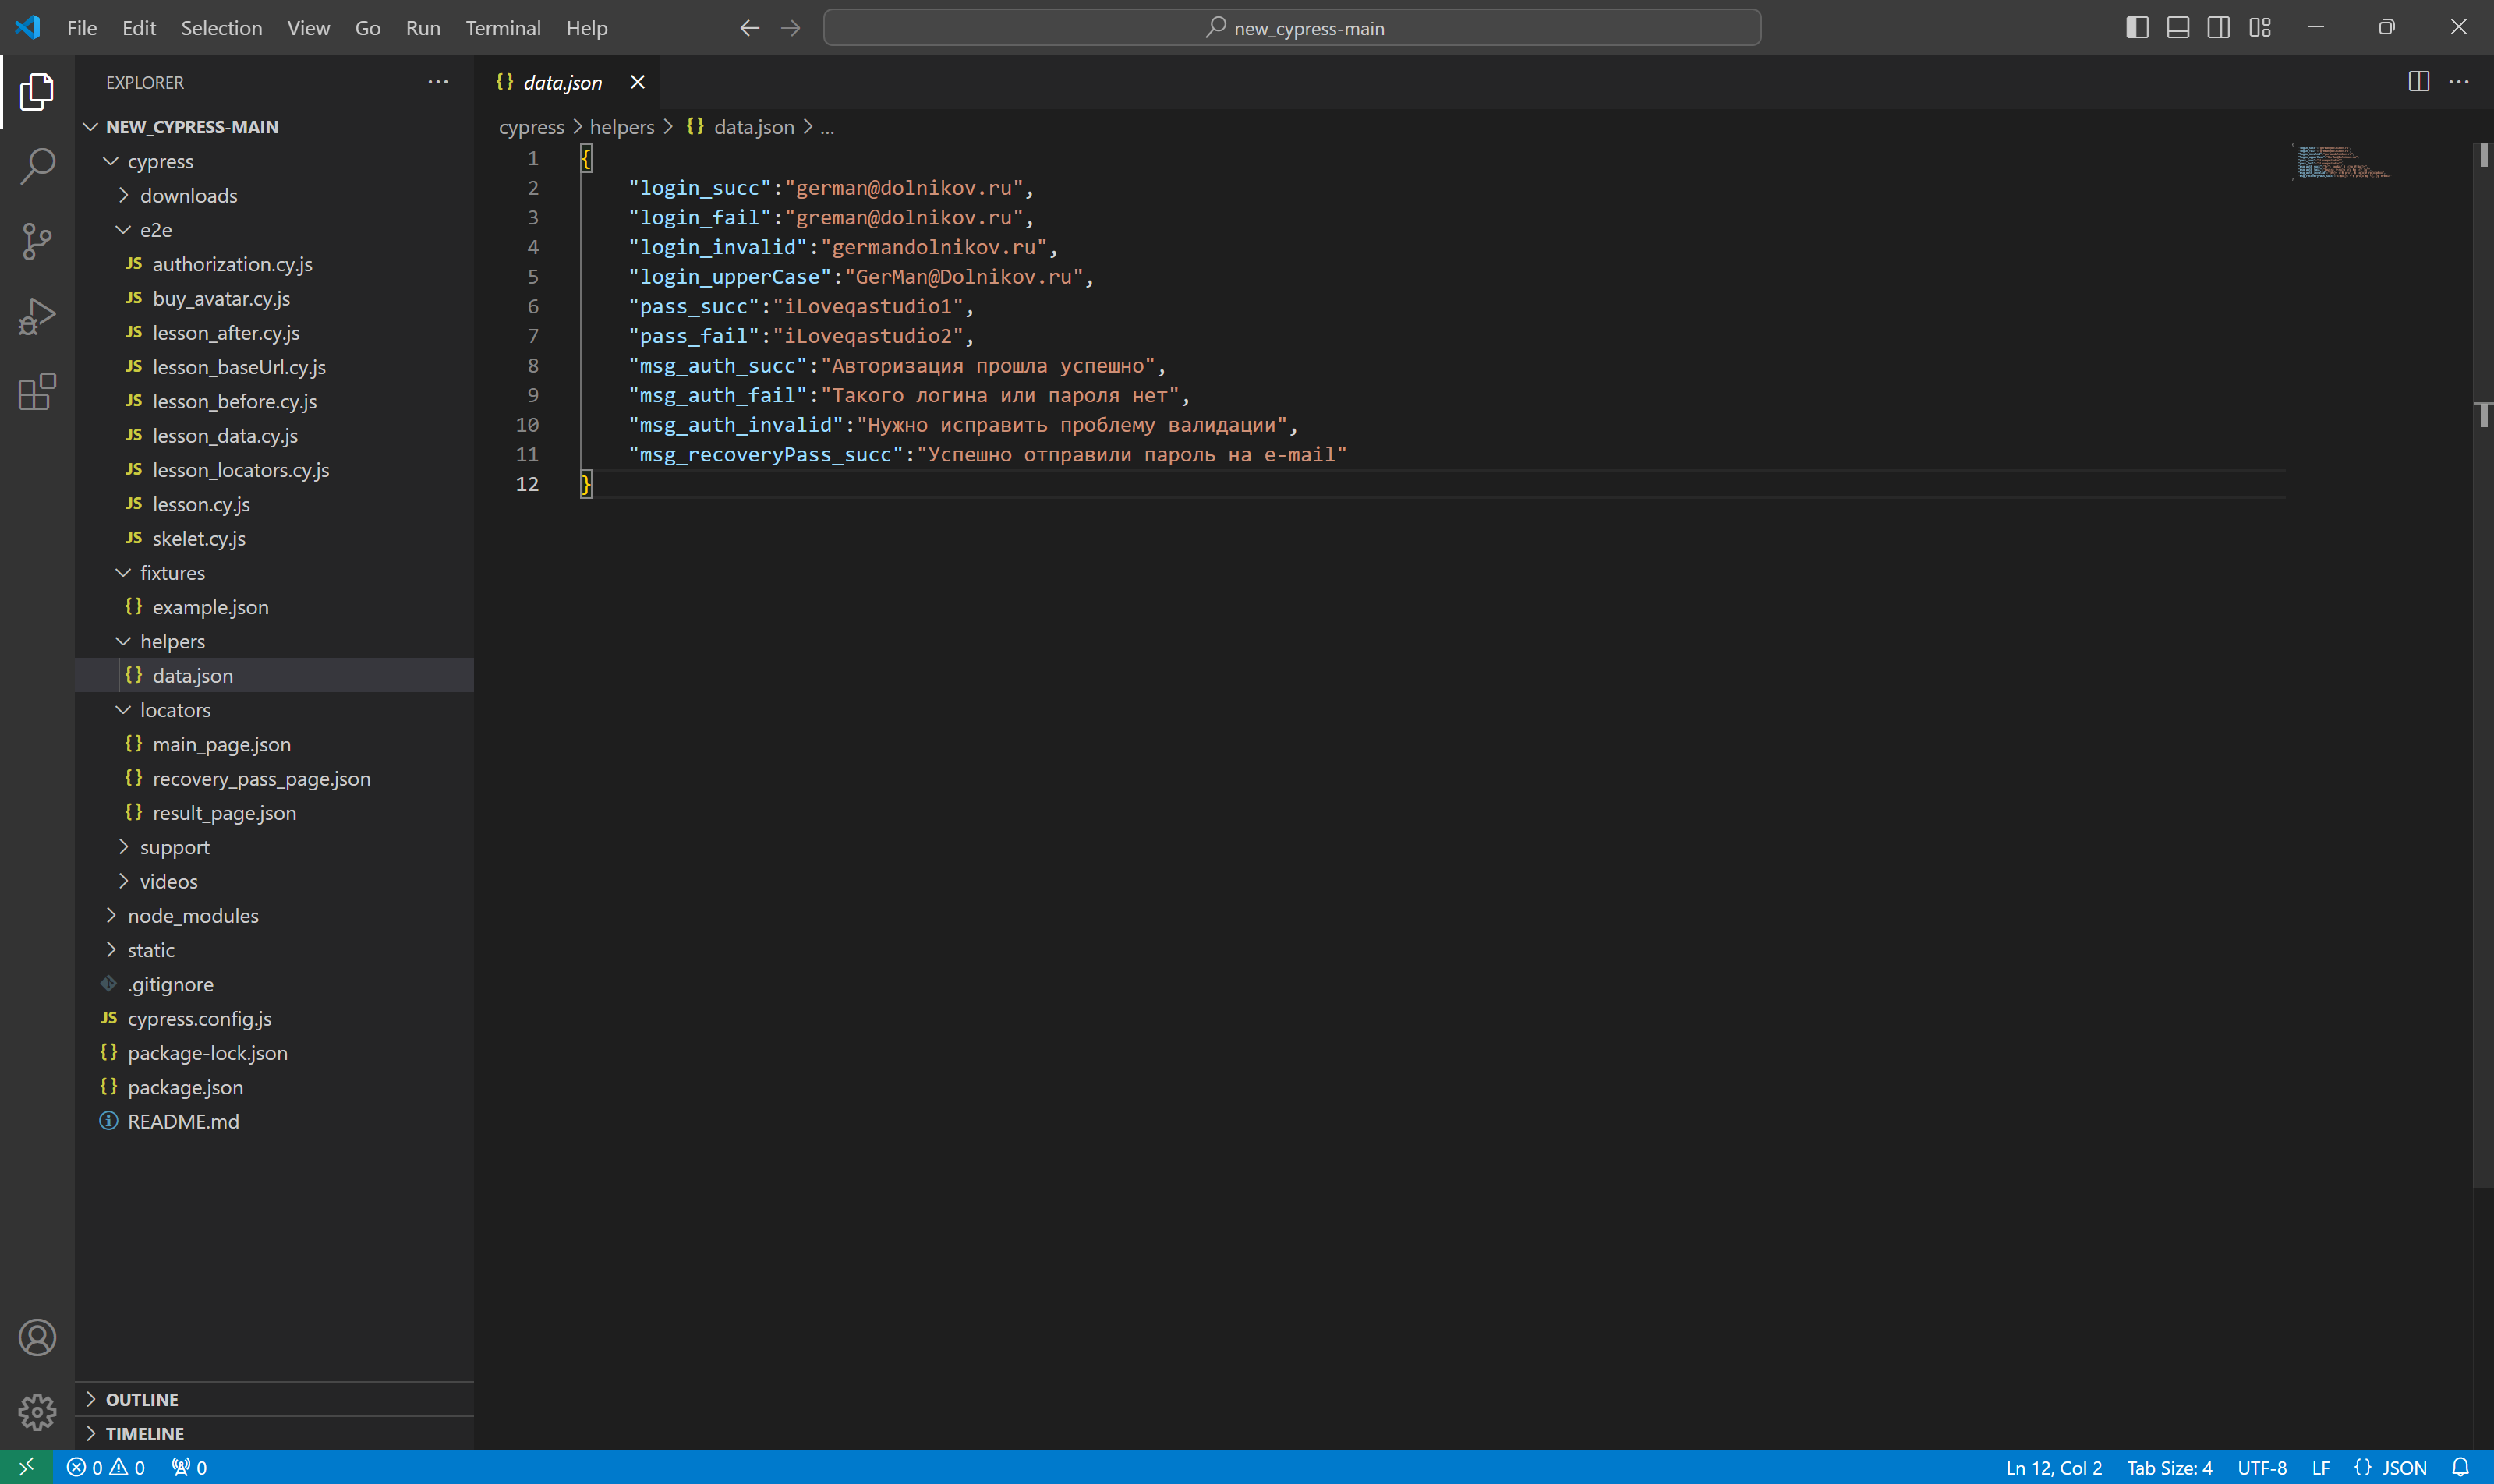 File Edit Selection View Go Run Terminal Help new_cypress-main
EXPLORER
NEW_CYPRESS-MAIN
cypress
downloads
e2e
JS authorization.cy.js
JS buy_avatar.cy.js
JS lesson_after.cy.js
JS lesson_baseUrl.cy.js
JS lesson_before.cy.js
JS lesson_data.cy.js
JS lesson_locators.cy.js
JS lesson.cy.js
JS skelet.cy.js
fixtures
{} example.json
helpers
{} data.json
locators
{} main_page.json
{} recovery_pass_page.json
{} result_page.json
support
videos
node_modules
static
.gitignore
JS cypress.config.js
{} package-lock.json
{} package.json
README.md
OUTLINE
TIMELINE
{} data.json
cypress > helpers > {} data.json > ...
1 {
2 "login_succ":"german@dolnikov.ru",
3 "login_fail":"greman@dolnikov.ru",
4 "login_invalid":"germandolnikov.ru",
5 "login_upperCase":"GerMan@Dolnikov.ru",
6 "pass_succ":"iLoveqastudio1",
7 "pass_fail":"iLoveqastudio2",
8 "msg_auth_succ":"Авторизация прошла успешно",
9 "msg_auth_fail":"Такого логина или пароля нет",
10 "msg_auth_invalid":"Нужно исправить проблему валидации",
11 "msg_recoveryPass_succ":"Успешно отправили пароль на e-mail"
12 }
0 0 0 Ln 12, Col 2 Tab Size: 4 UTF-8 LF {} JSON